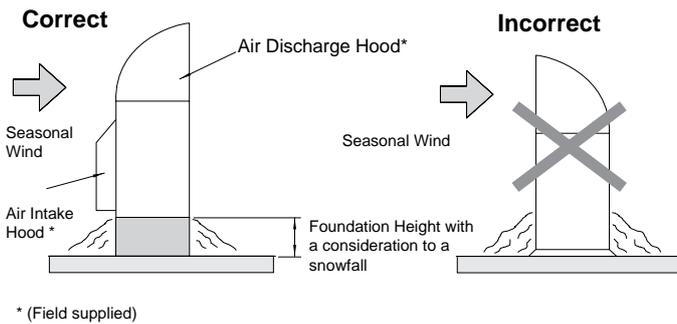 Correct
Air Discharge Hood*
Seasonal
Wind
Air Intake
Hood *
Foundation Height with
a consideration to a
snowfall
Incorrect
Seasonal Wind
* (Field supplied)